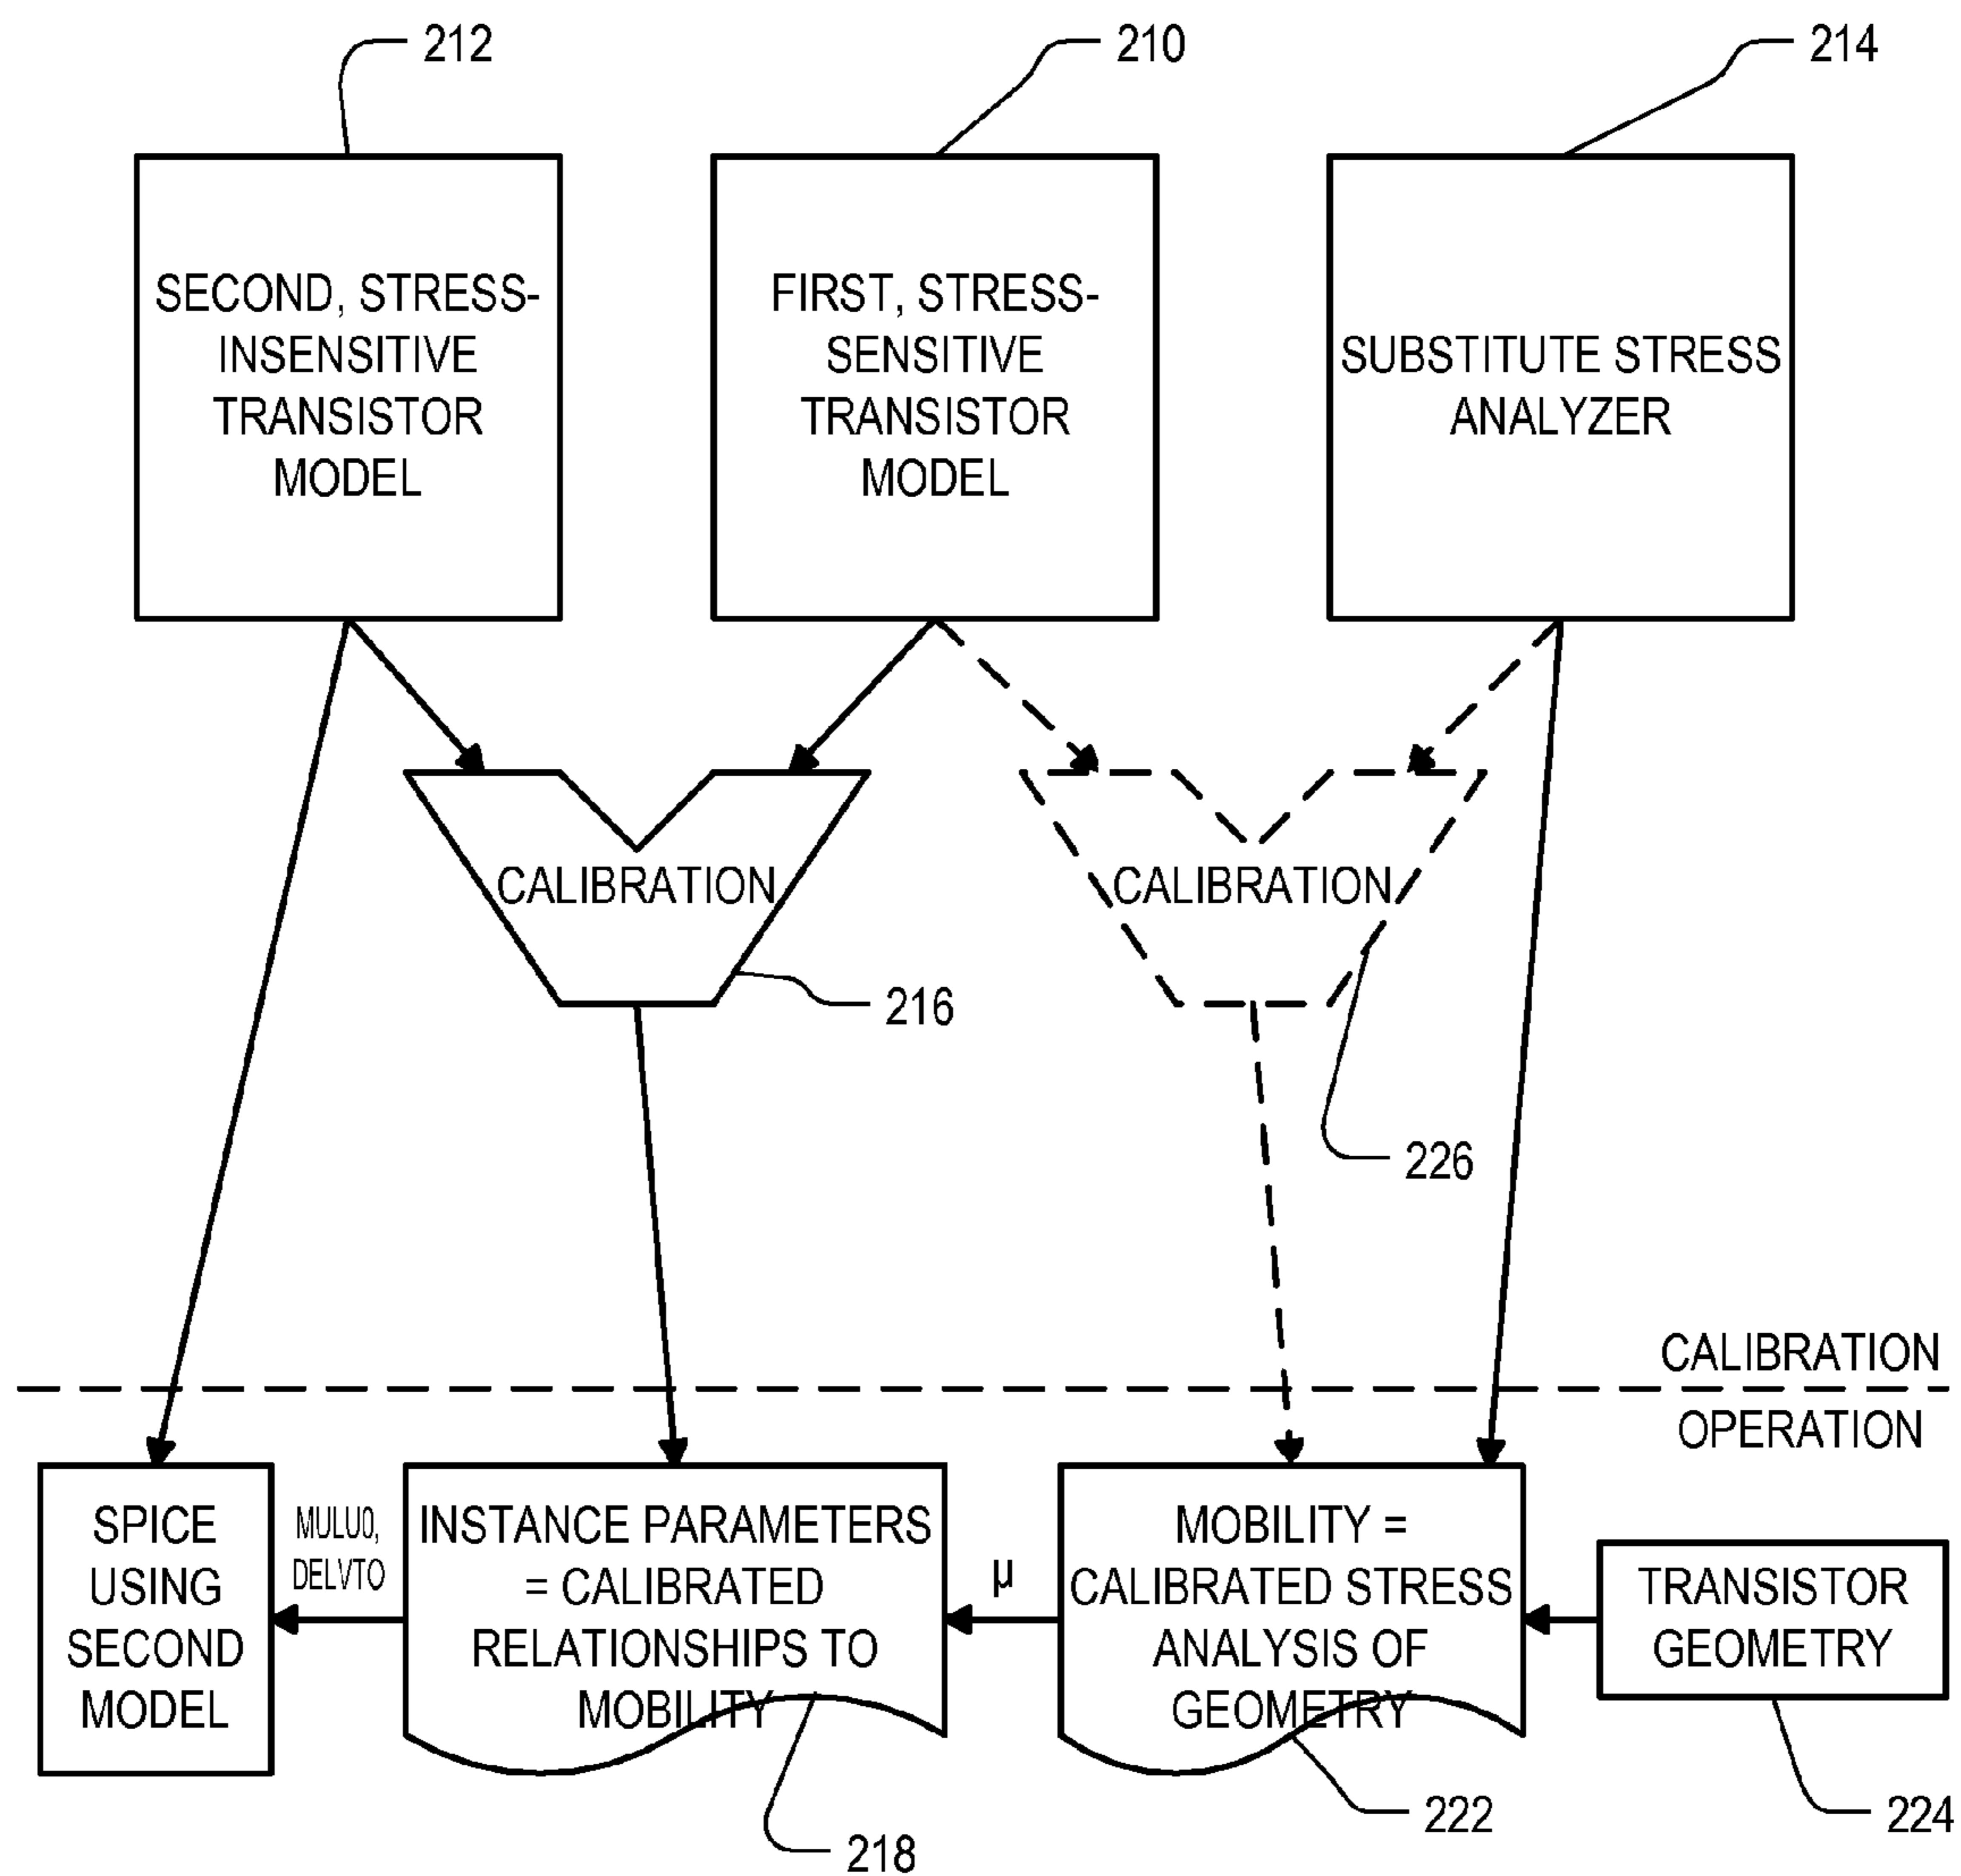 212
210
214
SECOND, STRESS-
INSENSITIVE
TRANSISTOR
MODEL
FIRST, STRESS-
SENSITIVE
TRANSISTOR
MODEL
SUBSTITUTE STRESS
ANALYZER
CALIBRATION
CALIBRATION
216
226
CALIBRATION
OPERATION
SPICE
USING
SECOND
MODEL
MULU0,
DELVTO
INSTANCE PARAMETERS
= CALIBRATED
RELATIONSHIPS TO
MOBILITY
μ
MOBILITY =
CALIBRATED STRESS
ANALYSIS OF
GEOMETRY
TRANSISTOR
GEOMETRY
218
222
224